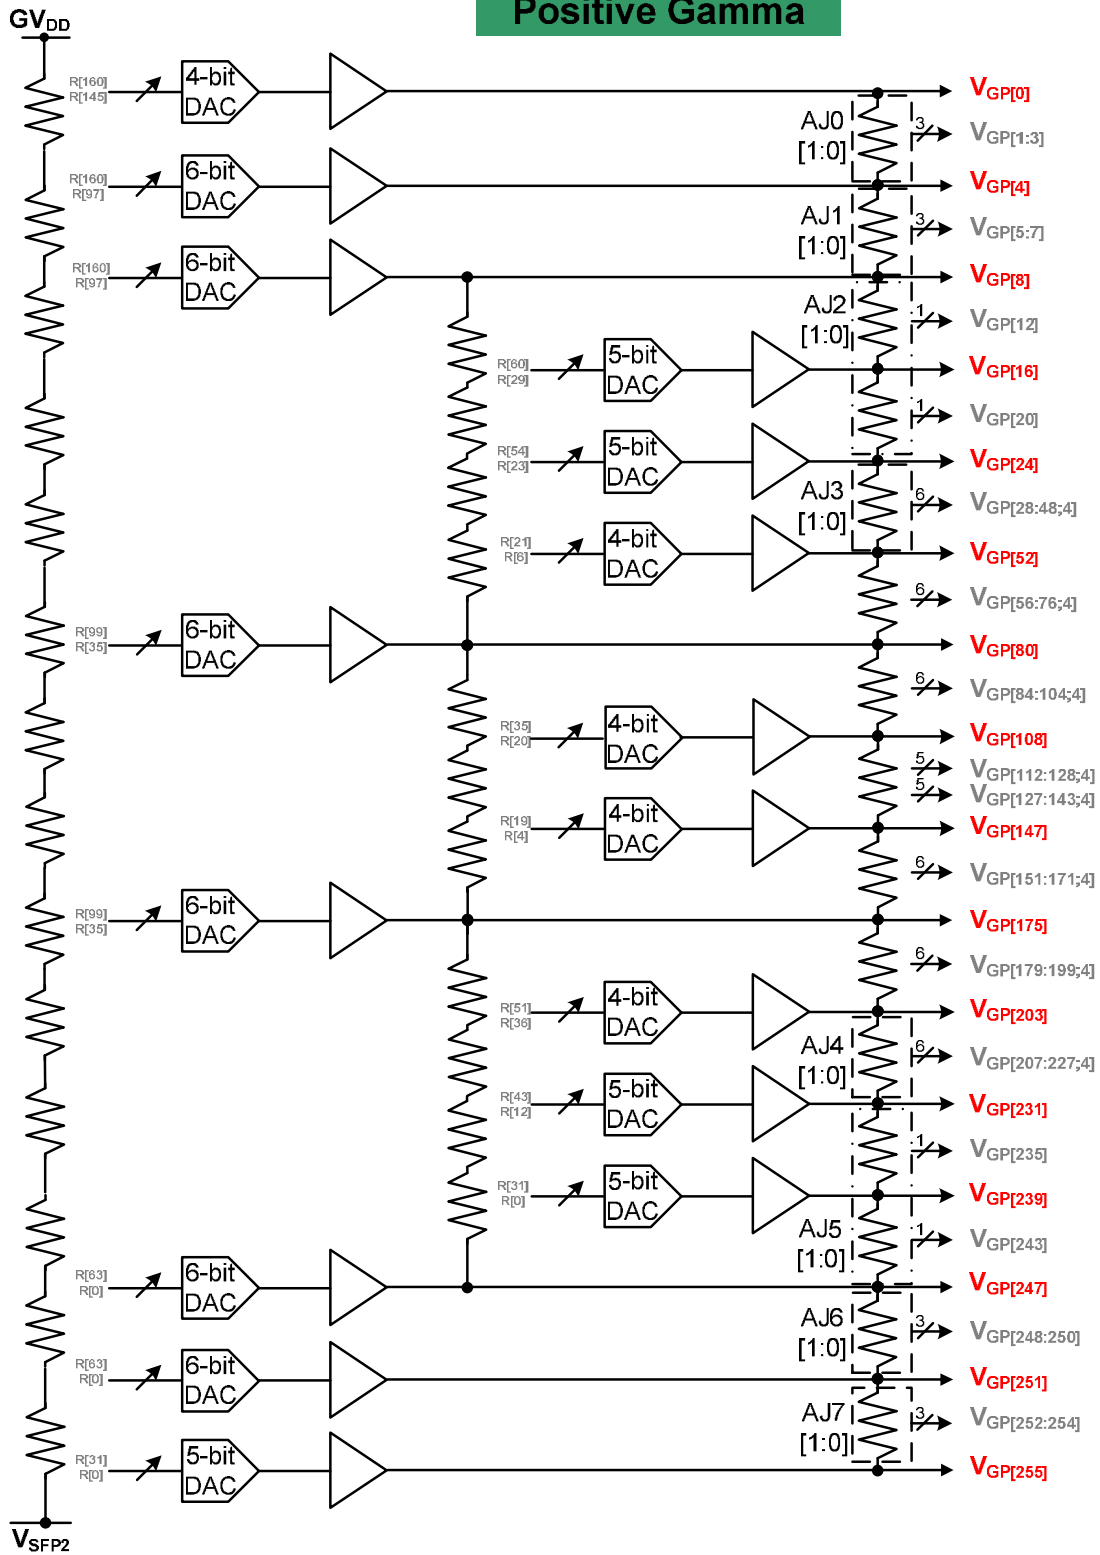 Positive Gamma
GVDD
R[160]
R[145]
4-bit
DAC
VGP[0]
AJ0
[1:0]
3
VGP[1:3]
R[160]
R[97]
6-bit
DAC
VGP[4]
AJ1
[1:0]
3
VGP[5:7]
R[160]
R[97]
6-bit
DAC
VGP[8]
AJ2
[1:0]
1
VGP[12]
R[60]
R[29]
5-bit
DAC
VGP[16]
1
VGP[20]
R[54]
R[23]
5-bit
DAC
VGP[24]
AJ3
[1:0]
6
VGP[28:48;4]
R[21]
R[6]
4-bit
DAC
VGP[52]
6
VGP[56:76;4]
R[99]
R[35]
6-bit
DAC
VGP[80]
6
VGP[84:104;4]
R[35]
R[20]
4-bit
DAC
VGP[108]
5
VGP[112:128;4]
5
VGP[127:143;4]
R[19]
R[4]
4-bit
DAC
VGP[147]
6
VGP[151:171;4]
R[99]
R[35]
6-bit
DAC
VGP[175]
6
VGP[179:199;4]
R[51]
R[36]
4-bit
DAC
VGP[203]
AJ4
[1:0]
6
VGP[207:227;4]
R[43]
R[12]
5-bit
DAC
VGP[231]
1
VGP[235]
R[31]
R[0]
5-bit
DAC
VGP[239]
AJ5
[1:0]
1
VGP[243]
R[63]
R[0]
6-bit
DAC
VGP[247]
AJ6
[1:0]
3
VGP[248:250]
R[63]
R[0]
6-bit
DAC
VGP[251]
AJ7
[1:0]
3
VGP[252:254]
R[31]
R[0]
5-bit
DAC
VGP[255]
VSFP2